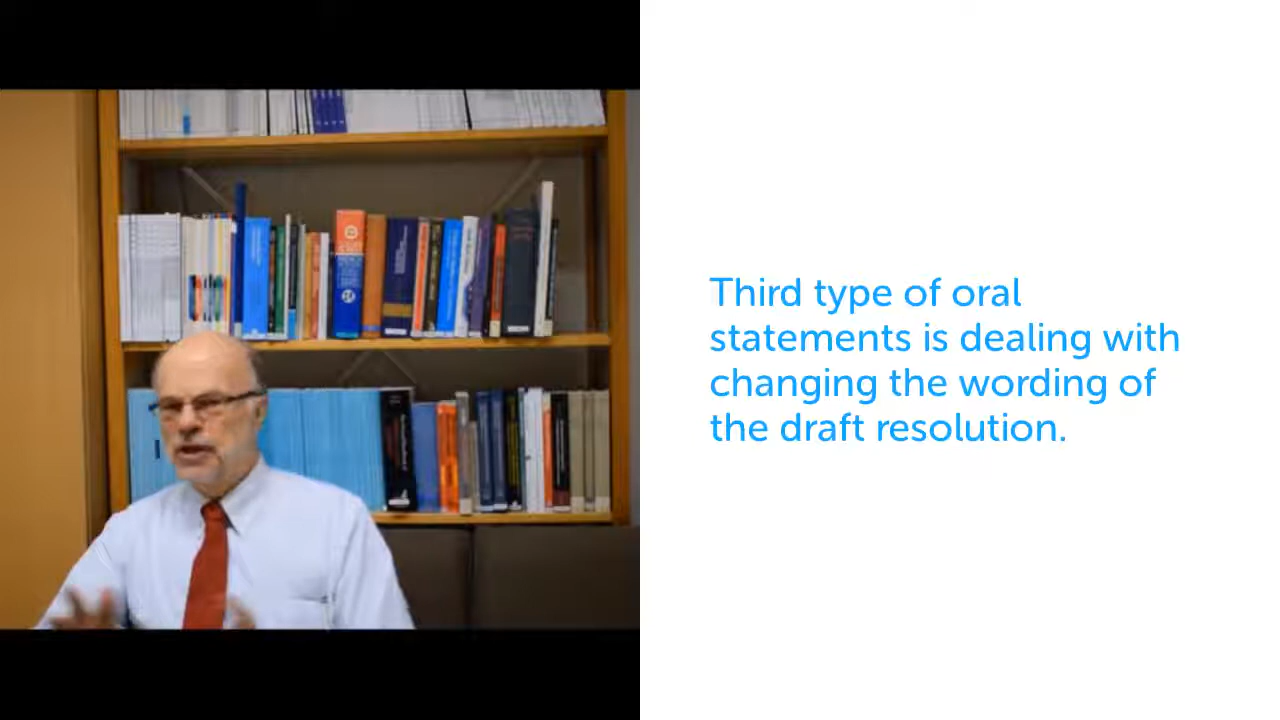 Third type of oral
statements is dealing with
changing the wording of
the draft resolution.